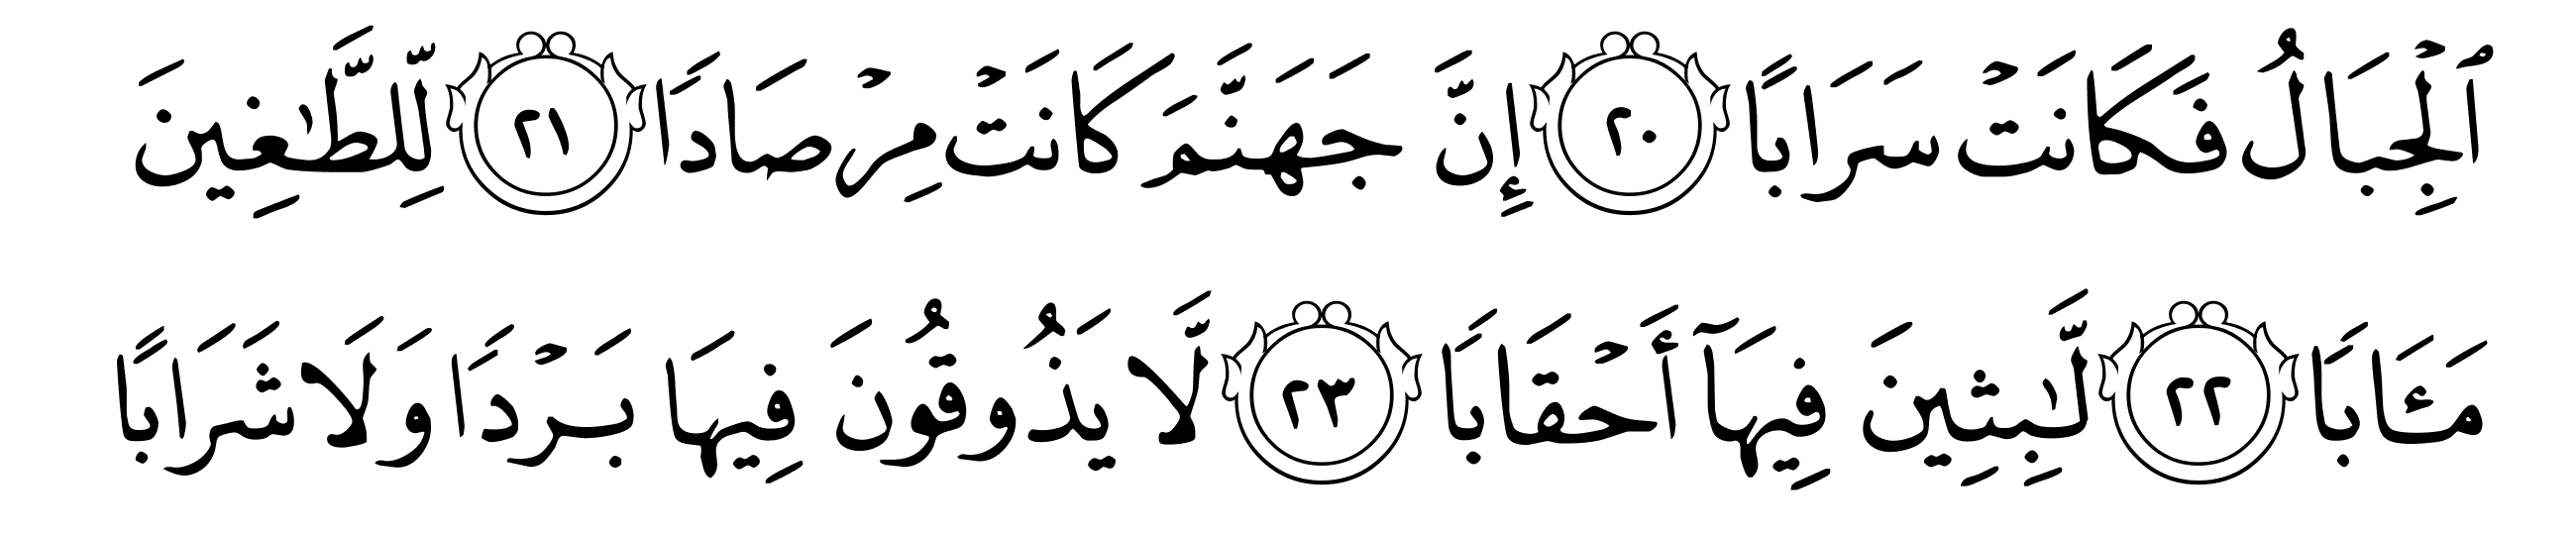 ٱلْجِبَالُ فَكَانَتْ سَرَابًا ٢٠ إِنَّ جَهَنَّمَ كَانَتْ مِرْصَادًا ٢١ لِّلطَّٰغِينَ
مَـَٔابًا ٢٢ لَّٰبِثِينَ فِيهَآ أَحْقَابًا ٢٣ لَّا يَذُوقُونَ فِيهَا بَرْدًا وَلَا شَرَابًا